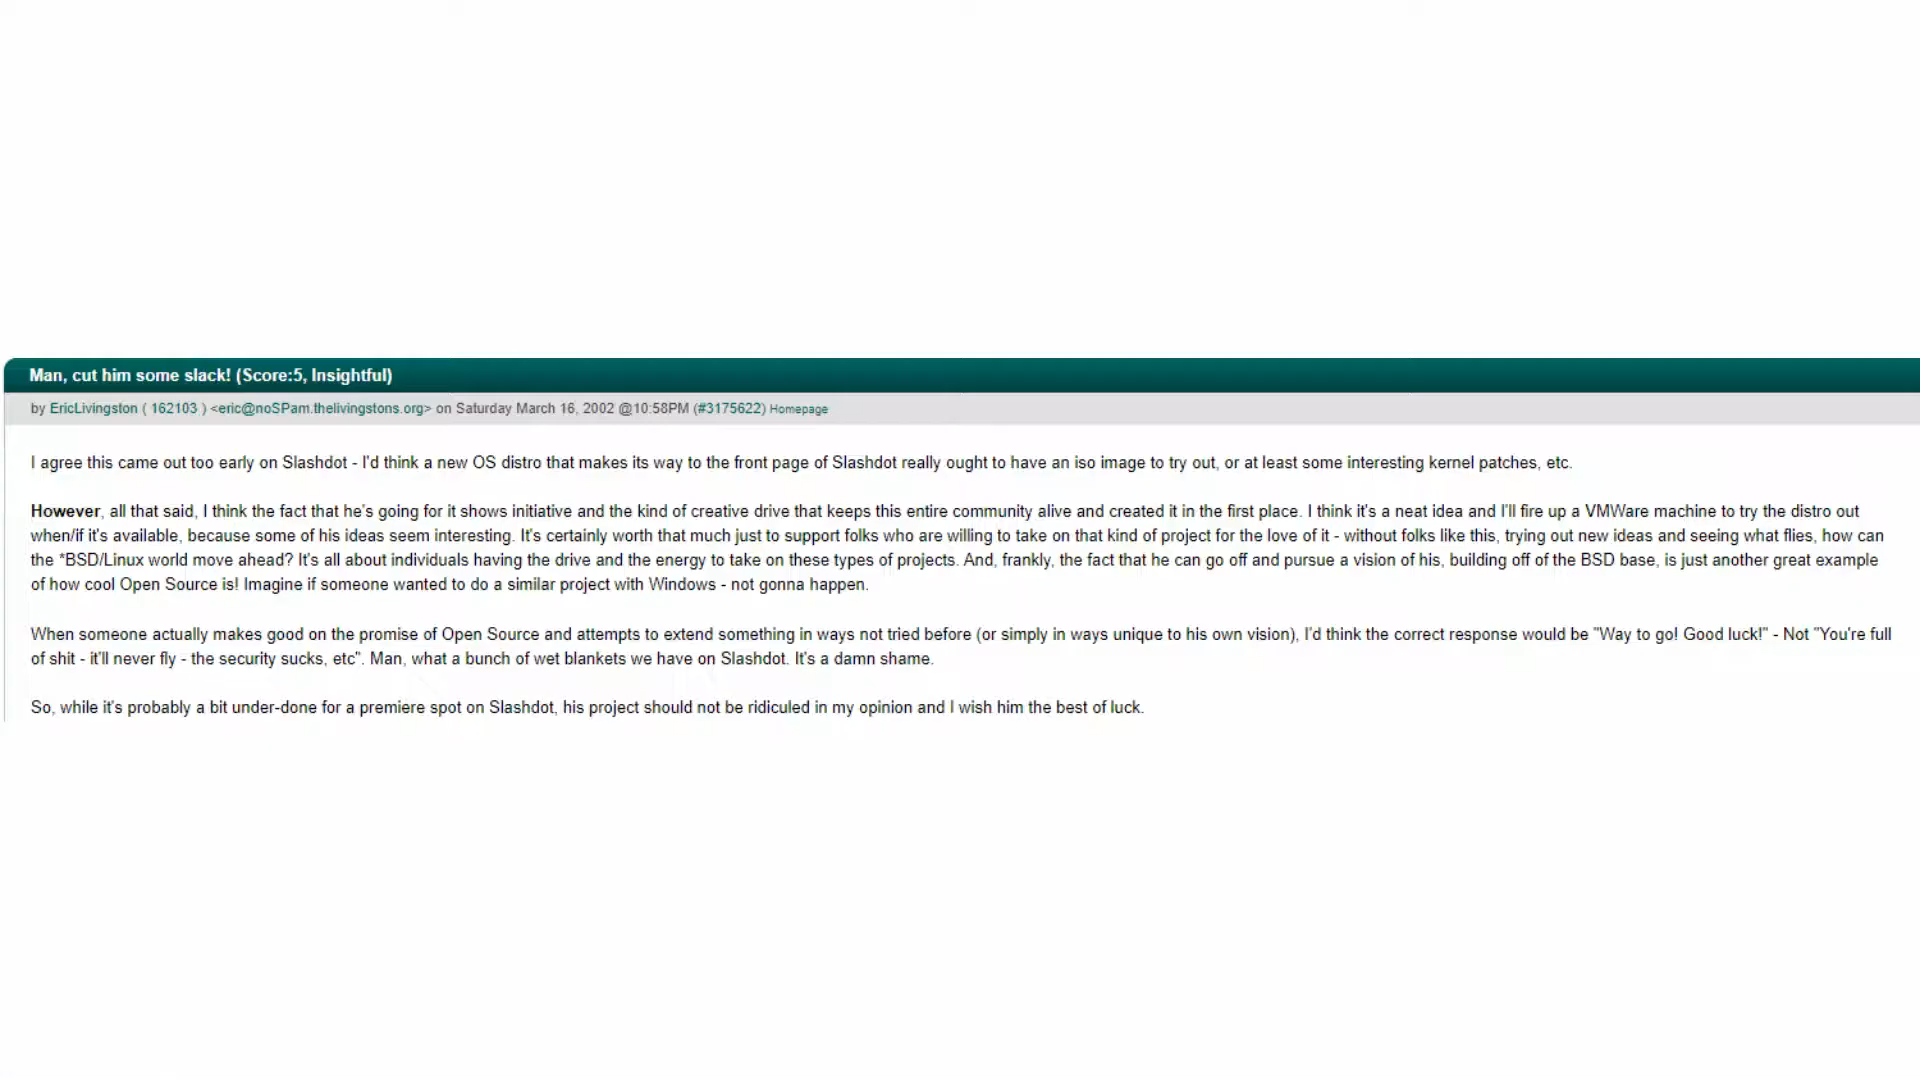 Man, cut him some slack! (Score:5, Insightful)
by EricLivingston ( 162103 ) <eric@noSPam.thelivingstons.org> on Saturday March 16, 2002 @10:58PM (#3175622) Homepage
I agree this came out too early on Slashdot - I'd think a new OS distro that makes its way to the front page of Slashdot really ought to have an iso image to try out, or at least some interesting kernel patches, etc.
However, all that said, I think the fact that he's going for it shows initiative and the kind of creative drive that keeps this entire community alive and created it in the first place. I think it's a neat idea and I'll fire up a VMWare machine to try the distro out
when/if it's available, because some of his ideas seem interesting. It's certainly worth that much just to support folks who are willing to take on that kind of project for the love of it - without folks like this, trying out new ideas and seeing what flies, how can
the *BSD/Linux world move ahead? It's all about individuals having the drive and the energy to take on these types of projects. And, frankly, the fact that he can go off and pursue a vision of his, building off of the BSD base, is just another great example
of how cool Open Source is! Imagine if someone wanted to do a similar project with Windows - not gonna happen.
When someone actually makes good on the promise of Open Source and attempts to extend something in ways not tried before (or simply in ways unique to his own vision), I'd think the correct response would be "Way to go! Good luck!" - Not "You're full
of shit - it'll never fly - the security sucks, etc". Man, what a bunch of wet blankets we have on Slashdot. It's a damn shame.
So, while it's probably a bit under-done for a premiere spot on Slashdot, his project should not be ridiculed in my opinion and I wish him the best of luck.